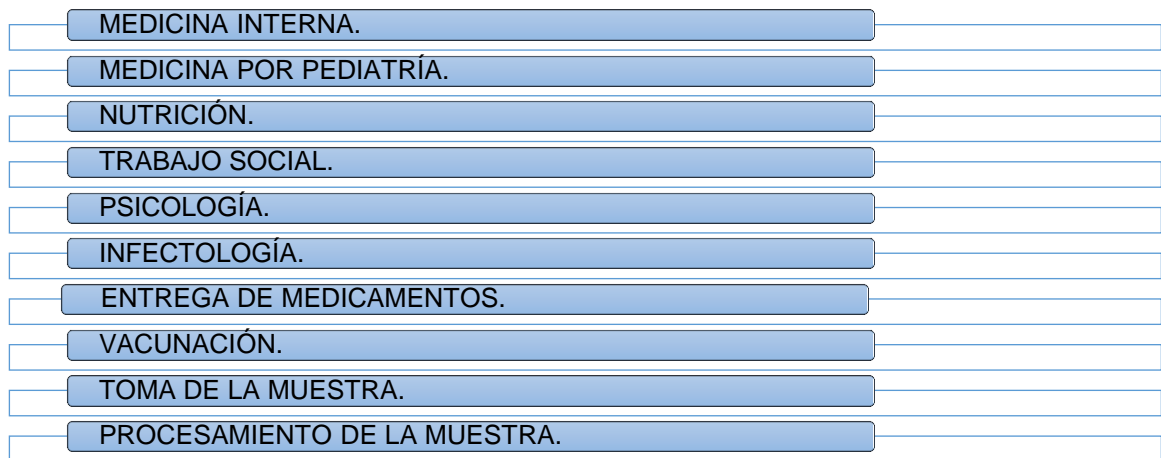 MEDICINA INTERNA.
MEDICINA POR PEDIATRÍA.
NUTRICIÓN.
TRABAJO SOCIAL.
PSICOLOGÍA.
INFECTOLOGÍA.
ENTREGA DE MEDICAMENTOS.
VACUNACIÓN.
TOMA DE LA MUESTRA.
PROCESAMIENTO DE LA MUESTRA.